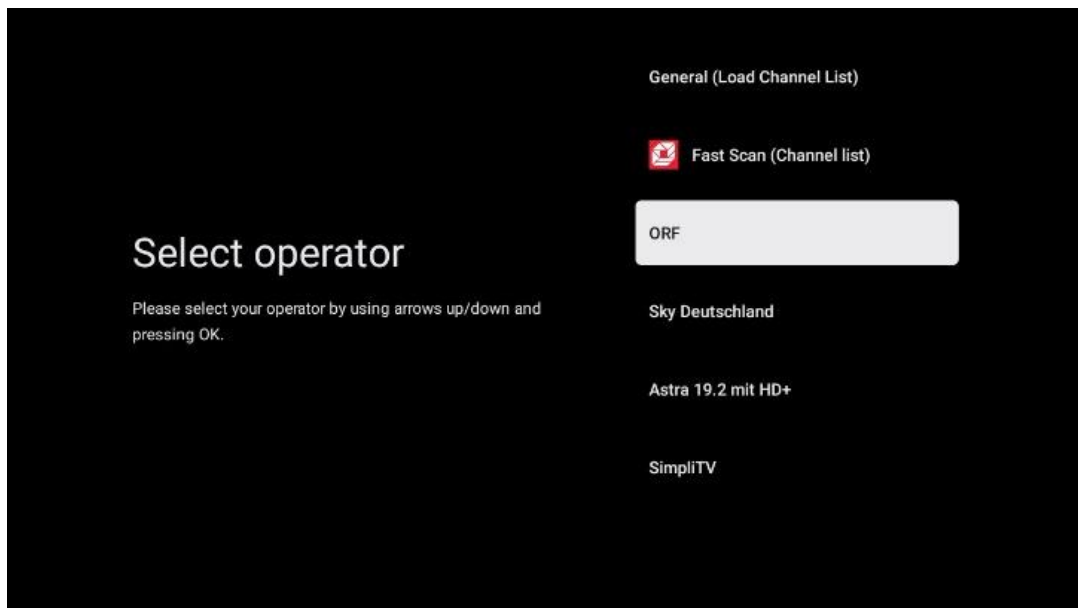 Select operator
Please select your operator by using arrows up/down and
pressing OK.
General (Load Channel List)
Fast Scan (Channel list)
ORF
Sky Deutschland
Astra 19.2 mit HD+
SimpliTV